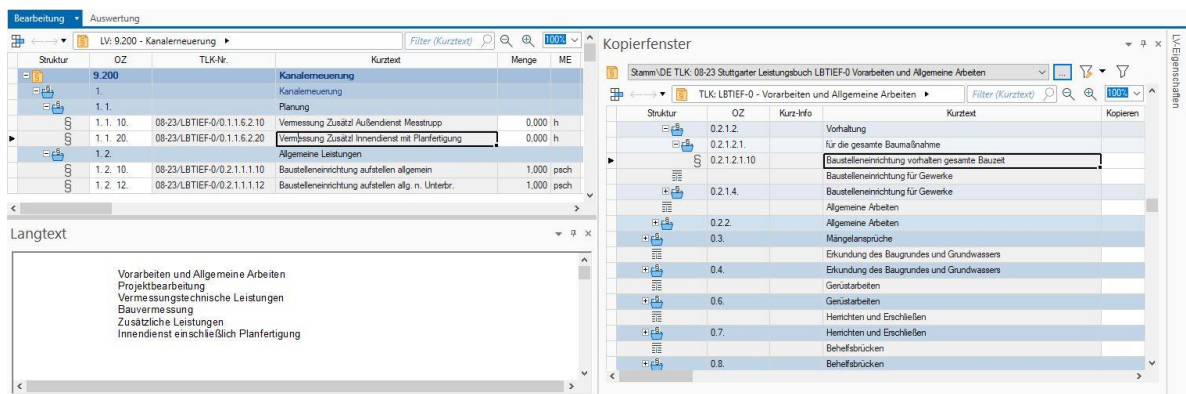 Bearbeitung Auswertung
LV: 9.200 - Kanalerneuerung Filter (Kurztext) 100%
Struktur OZ TLK-Nr. Kurztext Menge ME
9.200 Kanalerneuerung
1. Kanalerneuerung
1. 1. Planung
1. 1. 10. 08-23/LBTIEF-0/0.1.1.6.2.10 Vermessung Zusätzl Außendienst Messtrupp 0,000 h
1. 1. 20. 08-23/LBTIEF-0/0.1.1.6.2.20 Vermessung Zusätzl Innendienst mit Planfertigung 0,000 h
1. 2. Allgemeine Leistungen
1. 2. 10. 08-23/LBTIEF-0/0.2.1.1.1.10 Baustelleneinrichtung aufstellen allgemein 1,000 psch
1. 2. 12. 08-23/LBTIEF-0/0.2.1.1.1.12 Baustelleneinrichtung aufstellen allg. n. Unterbr. 1,000 psch
Langtext
Vorarbeiten und Allgemeine Arbeiten
Projektbearbeitung
Vermessungstechnische Leistungen
Bauvermessung
Zusätzliche Leistungen
Innendienst einschließlich Planfertigung
Kopierfenster
Stamm\DE TLK: 08-23 Stuttgarter Leistungsbuch LBTIEF-0 Vorarbeiten und Allgemeine Arbeiten ...
TLK: LBTIEF-0 - Vorarbeiten und Allgemeine Arbeiten Filter (Kurztext) 100%
Struktur OZ Kurz-Info Kurztext Kopieren
0.2.1.2. Vorhaltung
0.2.1.2.1. für die gesamte Baumaßnahme
0.2.1.2.1.10 Baustelleneinrichtung vorhalten gesamte Bauzeit
Baustelleneinrichtung für Gewerke
0.2.1.4. Baustelleneinrichtung für Gewerke
Allgemeine Arbeiten
0.2.2. Allgemeine Arbeiten
0.3. Mängelansprüche
Erkundung des Baugrundes und Grundwassers
0.4. Erkundung des Baugrundes und Grundwassers
Gerüstarbeiten
0.6. Gerüstarbeiten
Herrichten und Erschließen
0.7. Herrichten und Erschließen
Behelfsbrücken
0.8. Behelfsbrücken
LV-Eigenschaften